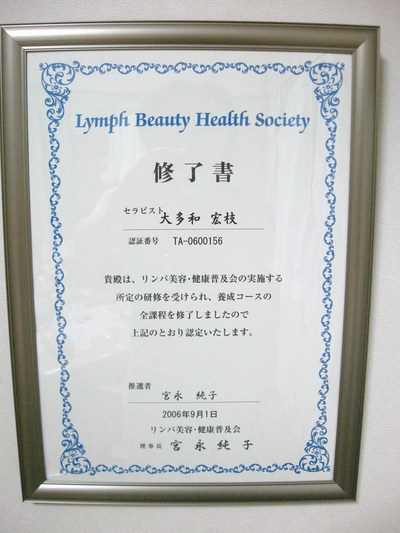 Lymph Beauty Health Society
修了書
セラピスト 大多和 宏枝
認証番号 TA-0600156
貴殿は、リンパ美容・健康普及会の実施する
所定の研修を受けられ、養成コースの
全課程を修了しましたので
上記のとおり認定いたします。
推選者
宮永 純子
2006年9月1日
リンパ美容・健康普及会
理事長 宮永純子